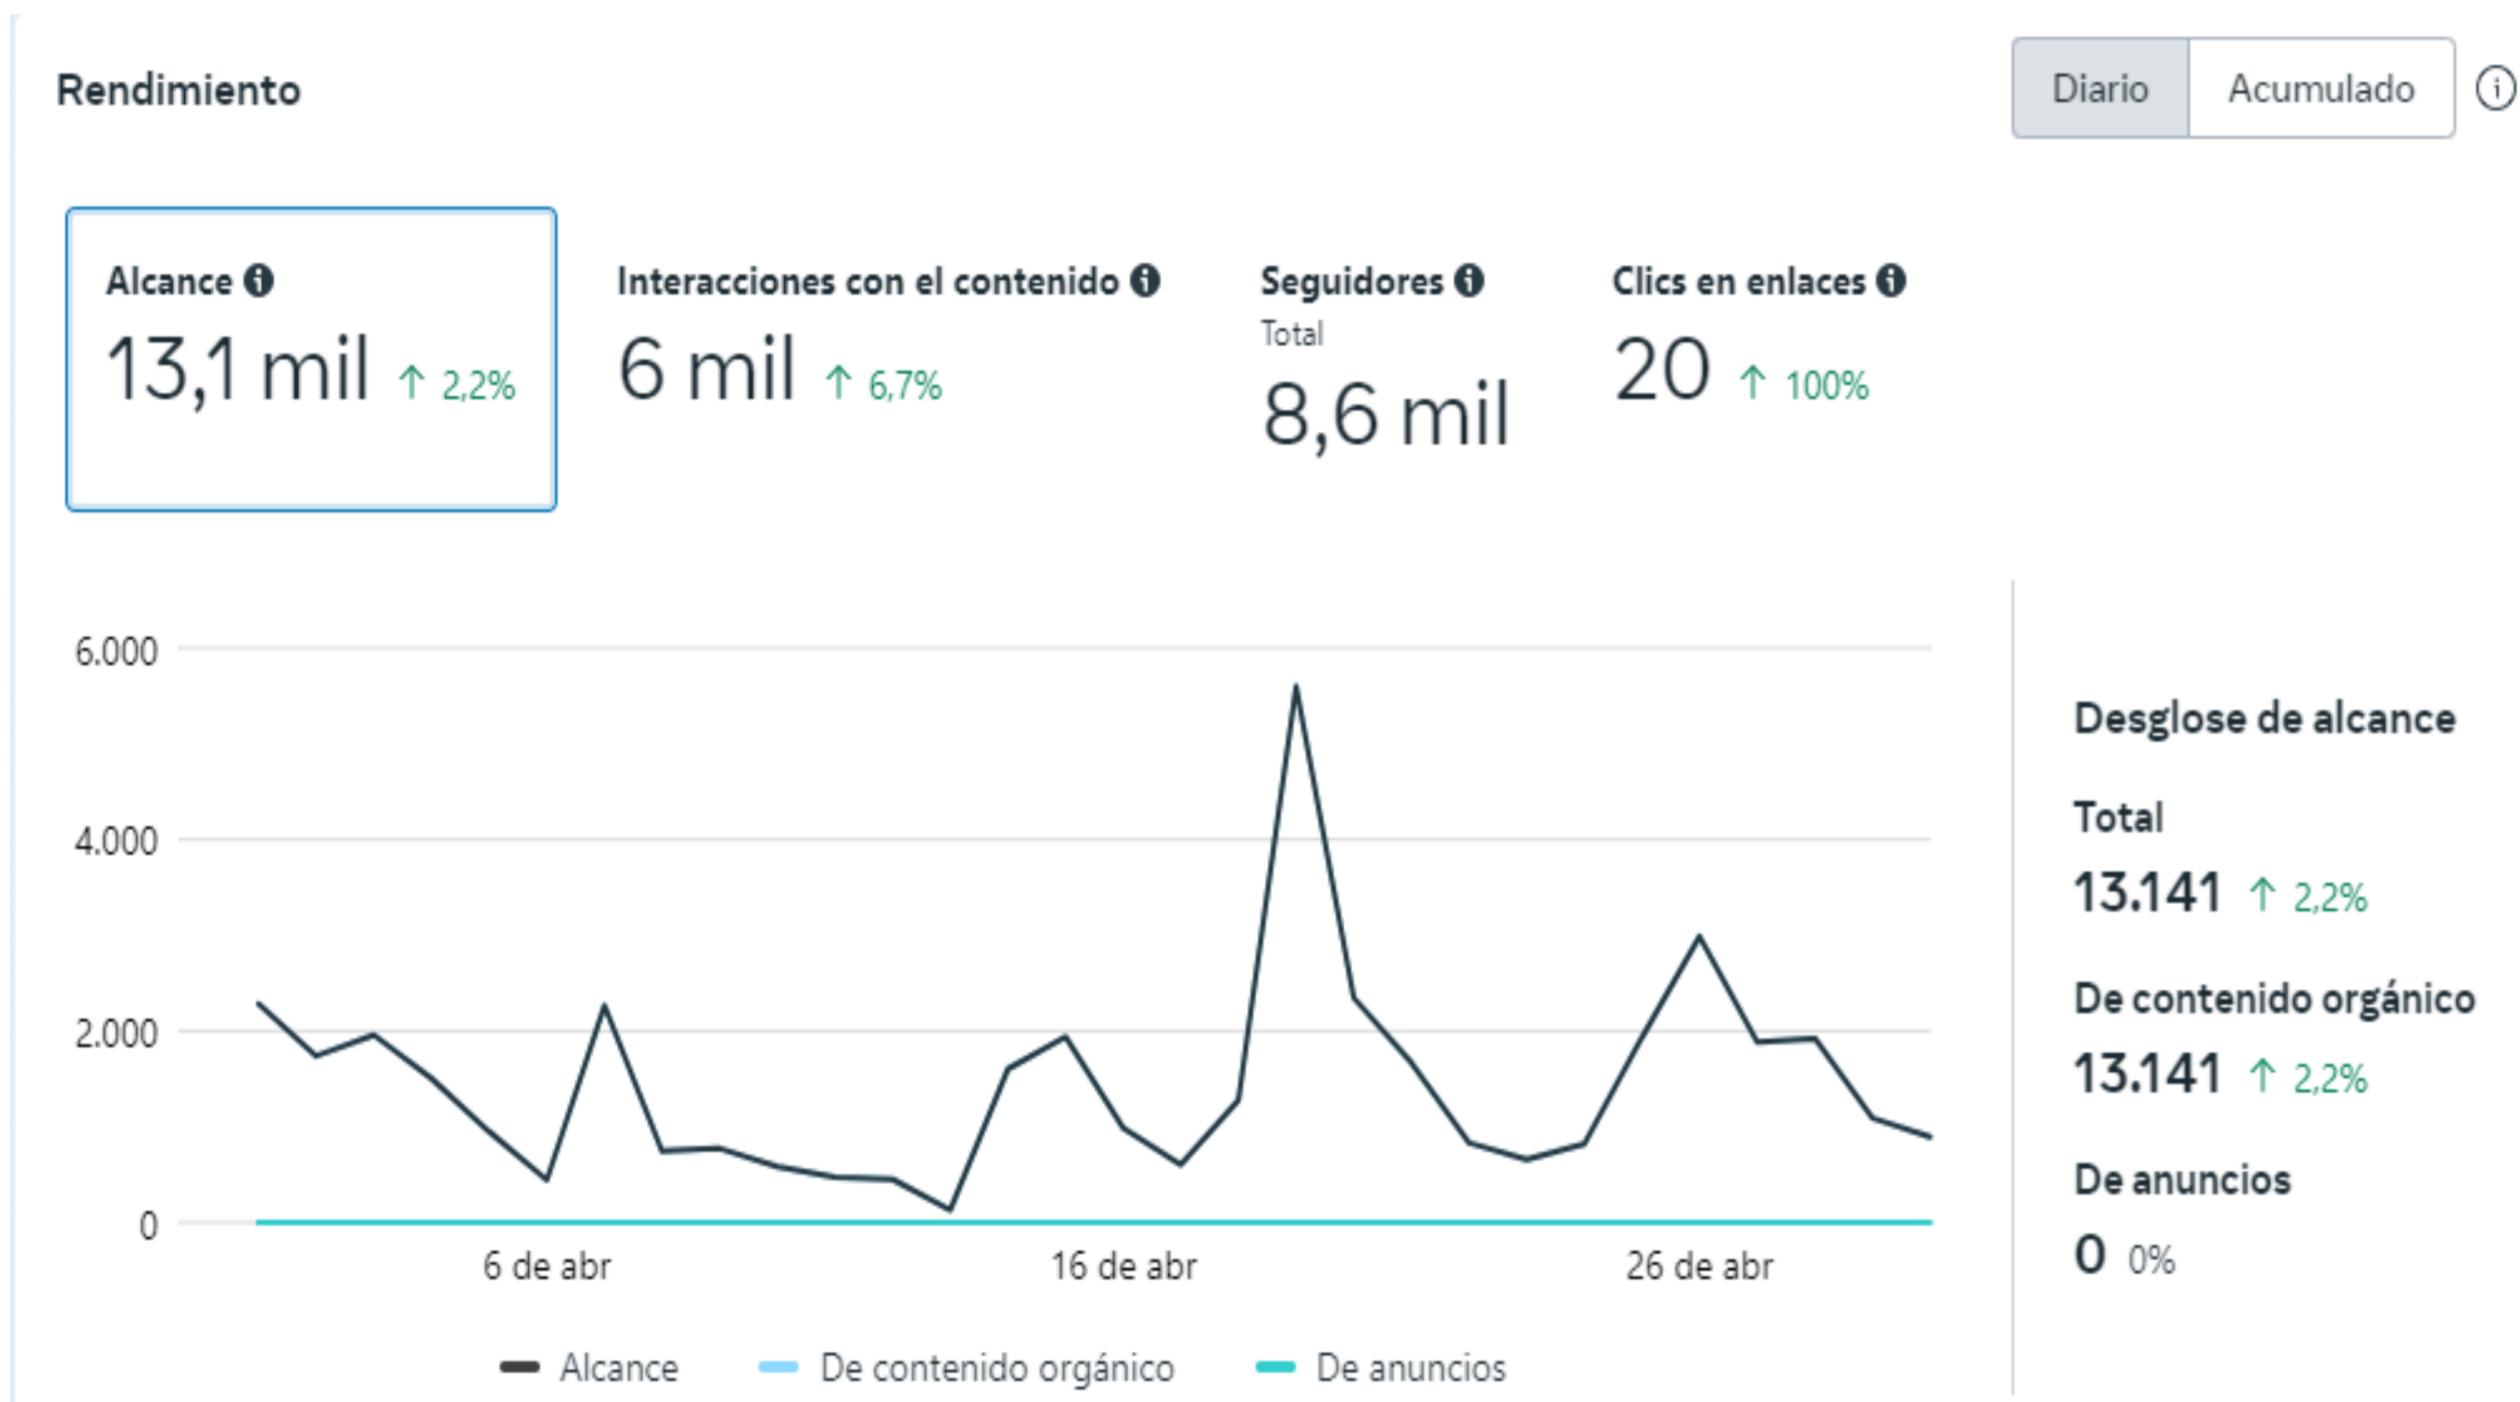 Rendimiento
Diario Acumulado
Alcance
13,1 mil ↑ 2,2%
Interacciones con el contenido
6 mil ↑ 6,7%
Seguidores
Total
8,6 mil
Clics en enlaces
20 ↑ 100%
6.000
4.000
2.000
0
6 de abr 16 de abr 26 de abr
Alcance De contenido orgánico De anuncios
Desglose de alcance
Total
13.141 ↑ 2,2%
De contenido orgánico
13.141 ↑ 2,2%
De anuncios
0 0%